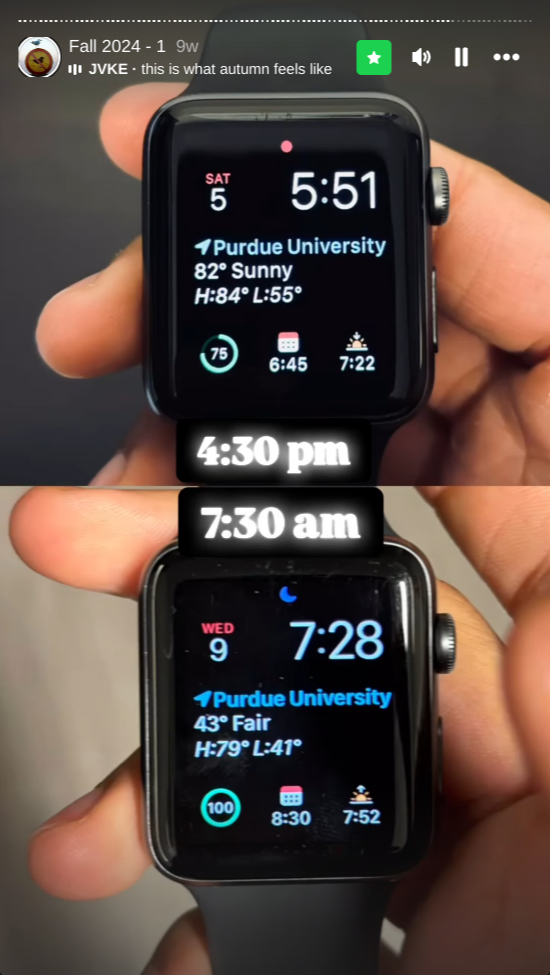 Fall 2024 - 1 9w
JVKE · this is what autumn feels like
SAT
5
5:51
Purdue University
82° Sunny
H:84° L:55°
75
6:45
7:22
4:30 pm
7:30 am
WED
9
7:28
Purdue University
43° Fair
H:79° L:41°
100
8:30
7:52